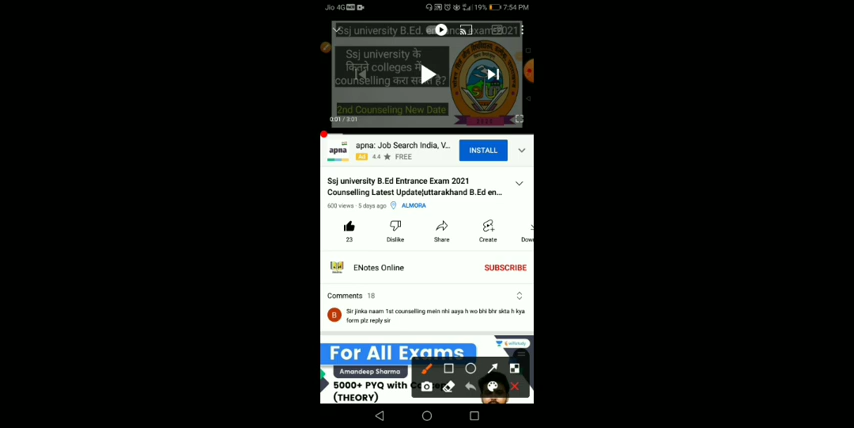 Jio 4G 19% 7:54 PM
Ssj university B.Ed. entrance exam 2021
Ssj university के
कितने colleges में
counselling करा सकते है?
2nd Counseling New Date
0:01 / 3:01
apna
apna: Job Search India, V...
Ad 4.4 ★ FREE
INSTALL
Ssj university B.Ed Entrance Exam 2021
Counselling Latest Update|uttarakhand B.Ed en...
600 views · 5 days ago ALMORA
23 Dislike Share Create Down
ENotes Online SUBSCRIBE
Comments 18
B
Sir jinka naam 1st counselling mein nhi aaya h wo bhi bhr skta h kya
form plz reply sir
For All Exams
Amandeep Sharma
5000+ PYQ with
(THEORY)